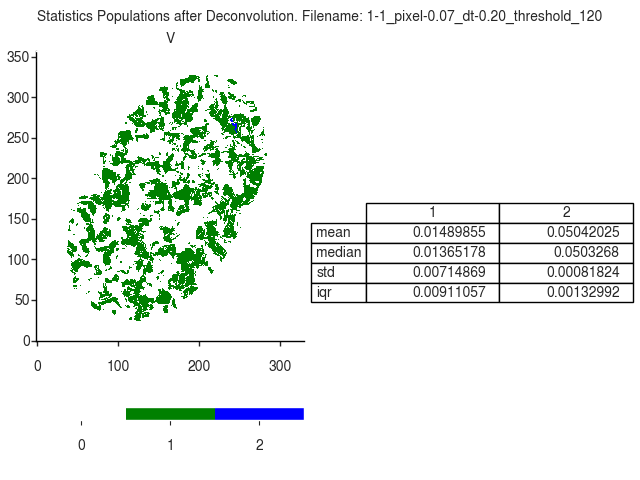 Statistics Populations after Deconvolution. Filename: 1-1_pixel-0.07_dt-0.20_threshold_120
V
350
300
250
200
150
100
50
0
0 100 200 300
1 2
mean 0.01489855 0.05042025
median 0.01365178 0.0503268
std 0.00714869 0.00081824
iqr 0.00911057 0.00132992
0 1 2